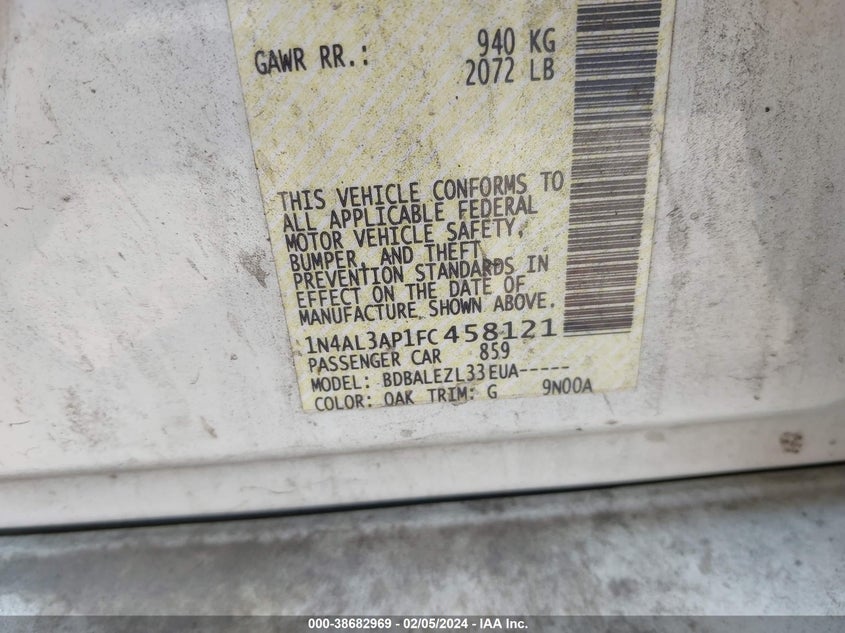 GAWR RR.: 940 KG
2072 LB
THIS VEHICLE CONFORMS TO
ALL APPLICABLE FEDERAL
MOTOR VEHICLE SAFETY,
BUMPER, AND THEFT
PREVENTION STANDARDS IN
EFFECT ON THE DATE OF
MANUFACTURE SHOWN ABOVE.
1N4AL3AP1FC458121
PASSENGER CAR 859
MODEL: BDBALEZL33EUA-----
COLOR: QAK TRIM: G 9N00A
000-38682969 - 02/05/2024 - IAA Inc.